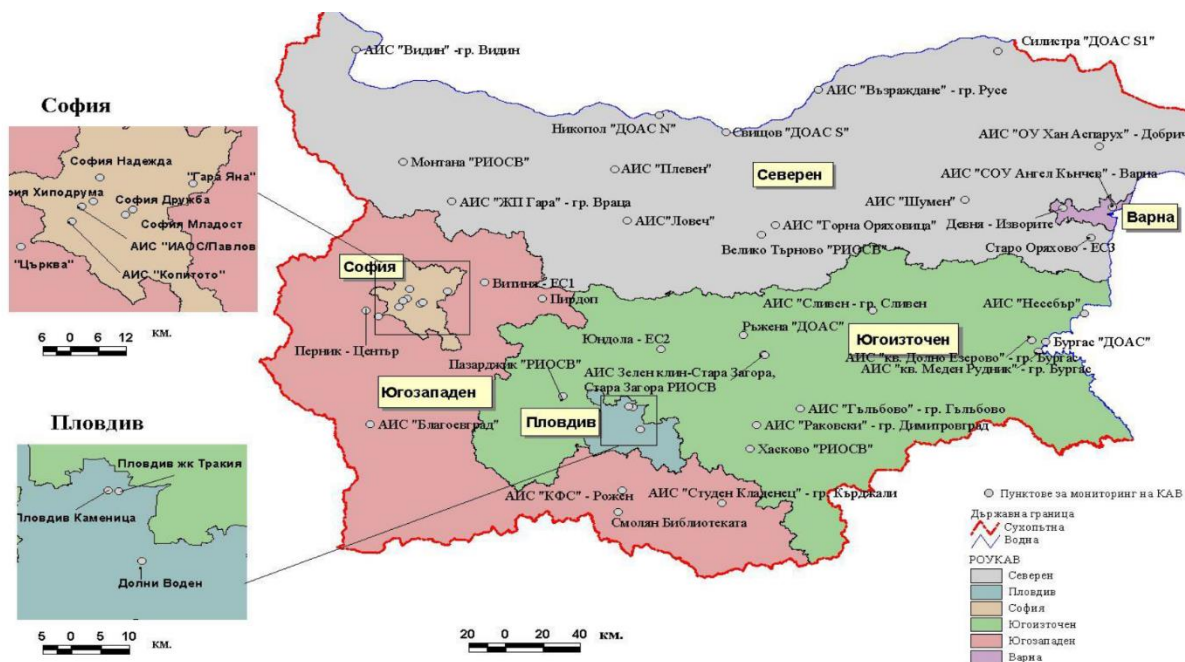 АИС "Видин" -гр. Видин
Силистра "ДОАС S1"
АИС "Възраждане" - гр. Русе
Никопол "ДОАС N"
Свищов "ДОАС S"
АИС "ОУ Хан Аспарух" - Добрич
Монтана "РИОСВ"
АИС "Плевен"
Северен
АИС "СОУ Ангел Кънчев" - Варна
АИС "ЖП Гара" - гр. Враца
АИС "Шумен"
АИС"Ловеч"
АИС "Горна Оряховица"
Девня - Изворите
Варна
Велико Търново "РИОСВ"
Старо Оряхово - ЕС3
София
София Надежда
"Гара Яна"
София Дружба
София Младост
АИС "ИАОС/Павлов
"Църква"
АИС "Копитото"
6 0 6 12 км.
София
Витиня - ЕС1
Пирдоп
АИС "Сливен - гр. Сливен
АИС "Несебър"
Ръжена "ДОАС"
Югоизточен
Юндола - ЕС2
Бургас "ДОАС"
Перник - Център
Пазарджик "РИОСВ"
АИС "кв. Долно Езерово" - гр. Бургас
АИС Зелен клин-Стара Загора,
АИС "кв. Меден Рудник" - гр. Бургас
Стара Загора РИОСВ
Югозападен
Пловдив
АИС "Гълъбово" - гр. Гълъбово
АИС "Благоевград"
АИС "Раковски" - гр. Димитровград
Хасково "РИОСВ"
Пловдив
Пловдив жк Тракия
Пловдив Каменица
Долни Воден
5 0 5 10 км.
АИС "КФС" - Рожен
АИС "Студен Кладенец" - гр. Кърджали
Смолян Библиотеката
20 0 20 40 км.
Пунктове за мониторинг на КАВ
Държавна граница
Сухопътна
Водна
РОУКАВ
Северен
Пловдив
София
Югоизточен
Югозападен
Варна